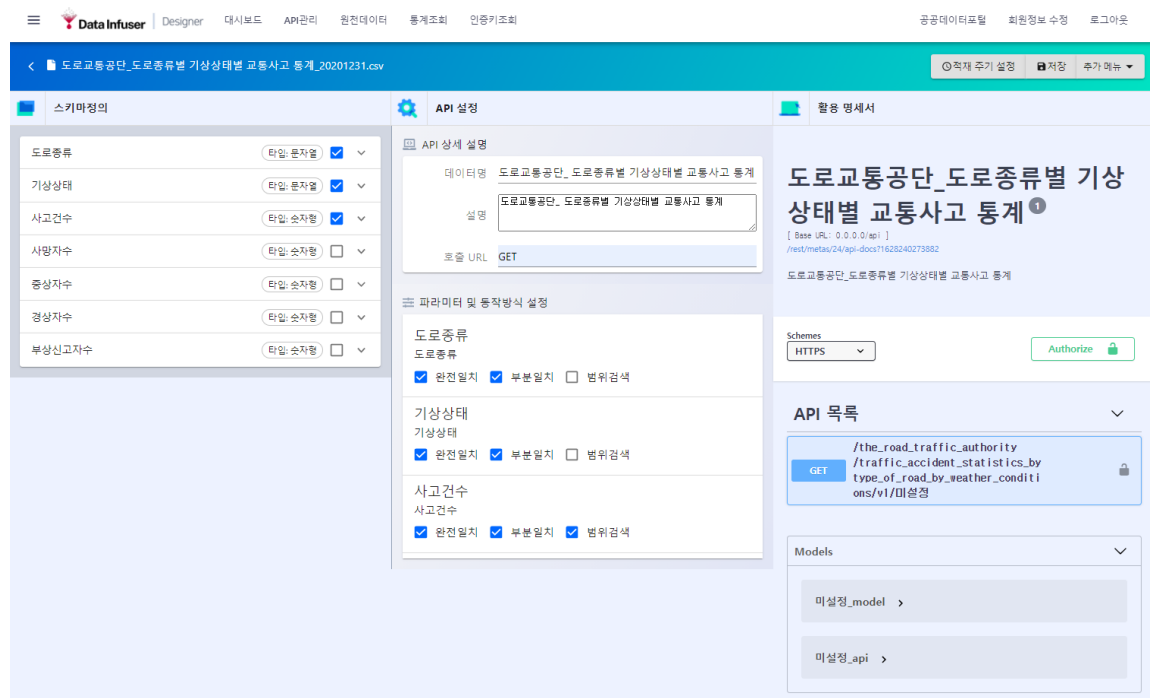 Data Infuser Designer 대시보드 API관리 원천데이터 통계조회 인증키조회 공공데이터포털 회원정보 수정 로그아웃
도로교통공단_도로종류별 기상상태별 교통사고 통계_20201231.csv 적재 주기 설정 저장 추가 메뉴
스키마정의
도로종류 타입: 문자열
기상상태 타입: 문자열
사고건수 타입: 숫자형
사망자수 타입: 숫자형
중상자수 타입: 숫자형
경상자수 타입: 숫자형
부상신고자수 타입: 숫자형
API 설정
API 상세 설명
데이터명 도로교통공단_ 도로종류별 기상상태별 교통사고 통계
설명 도로교통공단_ 도로종류별 기상상태별 교통사고 통계
호출 URL GET
파라미터 및 동작방식 설정
도로종류
도로종류
완전일치 부분일치 범위검색
기상상태
기상상태
완전일치 부분일치 범위검색
사고건수
사고건수
완전일치 부분일치 범위검색
활용 명세서
도로교통공단_도로종류별 기상
상태별 교통사고 통계 1
[ Base URL: 0.0.0.0/api ]
/rest/metas/24/api-docs?1628240273882
도로교통공단_도로종류별 기상상태별 교통사고 통계
Schemes
HTTPS Authorize
API 목록
GET /the_road_traffic_authority
/traffic_accident_statistics_by
type_of_road_by_weather_conditi
ons/v1/미설정
Models
미설정_model
미설정_api